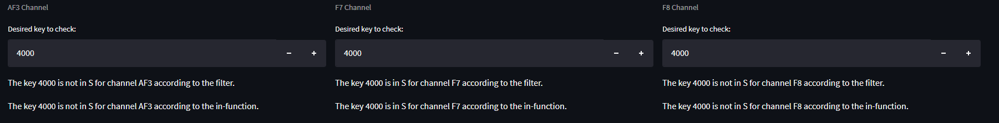 AF3 Channel
Desired key to check:
4000
The key 4000 is not in S for channel AF3 according to the filter.
The key 4000 is not in S for channel AF3 according to the in-function.
F7 Channel
Desired key to check:
4000
The key 4000 is in S for channel F7 according to the filter.
The key 4000 is in S for channel F7 according to the in-function.
F8 Channel
Desired key to check:
4000
The key 4000 is not in S for channel F8 according to the filter.
The key 4000 is not in S for channel F8 according to the in-function.